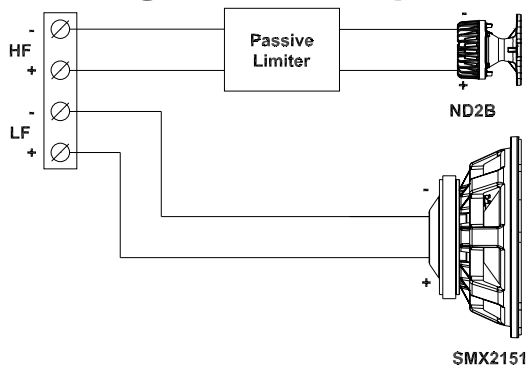 -
HF
+
-
LF
+
Passive
Limiter
-
+
ND2B
-
+
SMX2151